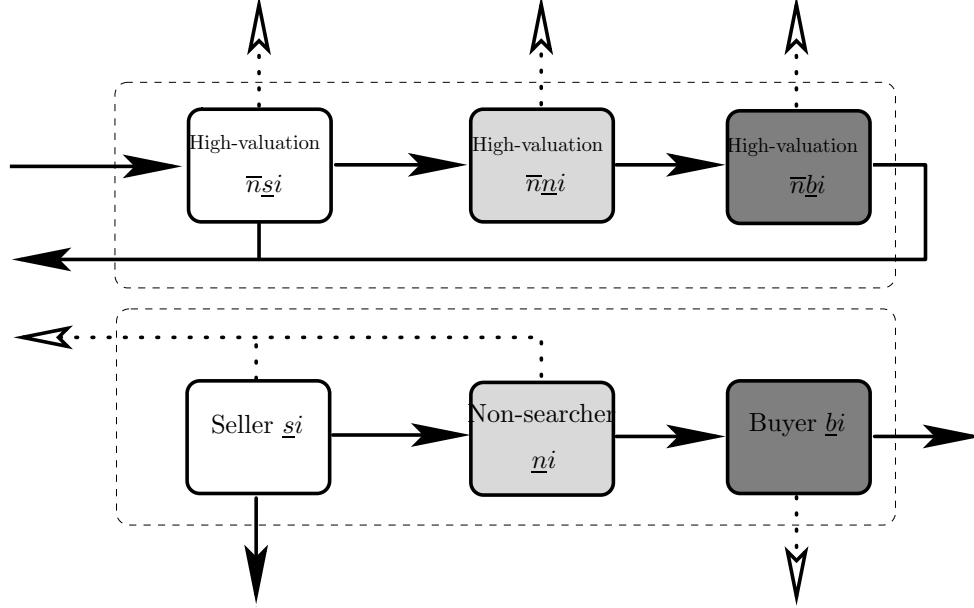 High-valuation
n̅s̲i
High-valuation
n̅n̲i
High-valuation
n̅b̲i
Seller s̲i
Non-searcher
n̲i
Buyer b̲i